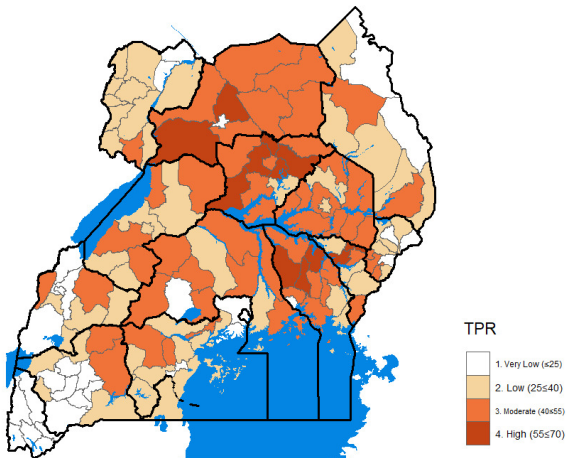 TPR
1. Very Low (≤25)
2. Low (25≤40)
3. Moderate (40≤55)
4. High (55≤70)